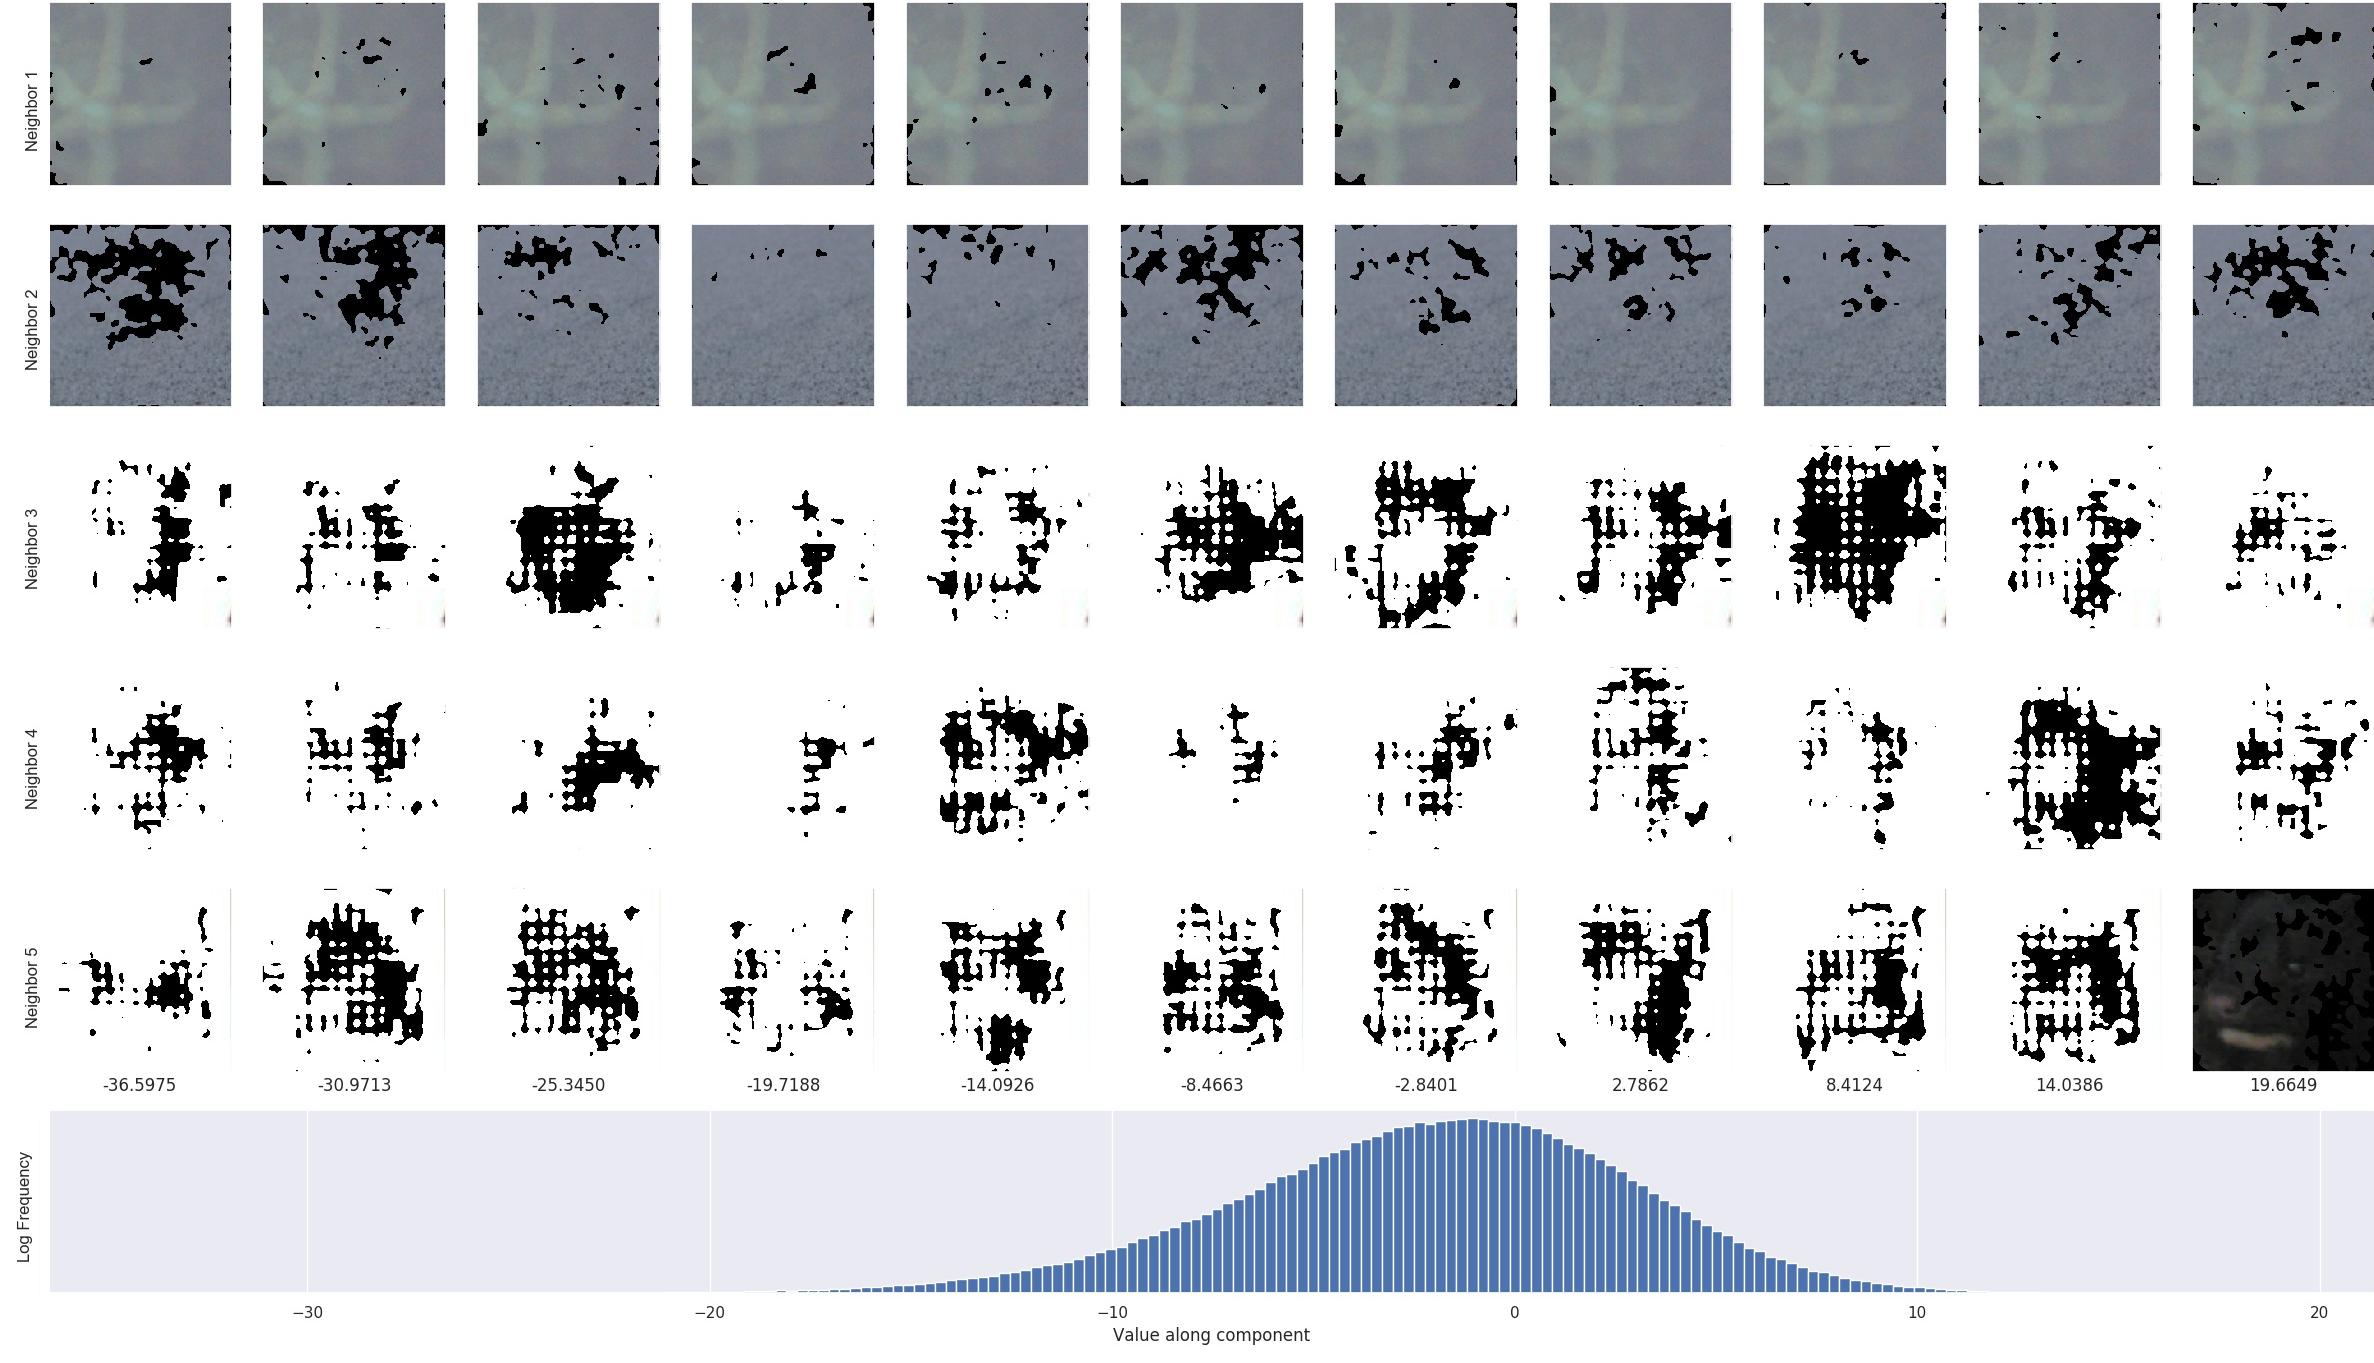 Neighbor 1
Neighbor 2
Neighbor 3
Neighbor 4
Neighbor 5
-36.5975 -30.9713 -25.3450 -19.7188 -14.0926 -8.4663 -2.8401 2.7862 8.4124 14.0386 19.6649
Log Frequency
−30 −20 −10 0 10 20
Value along component